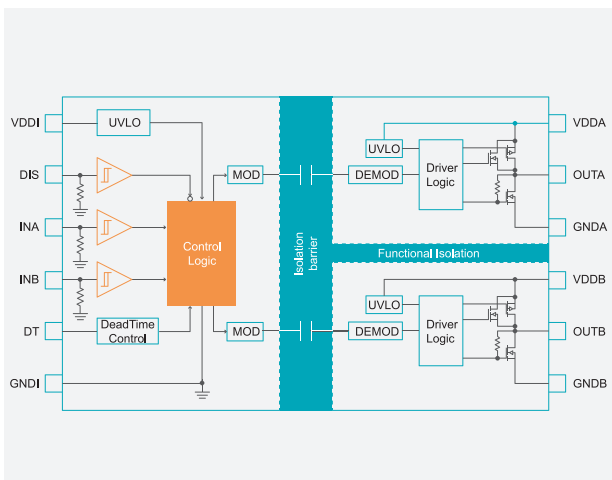 VDDI
UVLO
DIS
INA
INB
DT
DeadTime
Control
GNDI
Control
Logic
MOD
MOD
Isolation
barrier
Functional Isolation
UVLO
DEMOD
Driver
Logic
VDDA
OUTA
GNDA
UVLO
DEMOD
Driver
Logic
VDDB
OUTB
GNDB